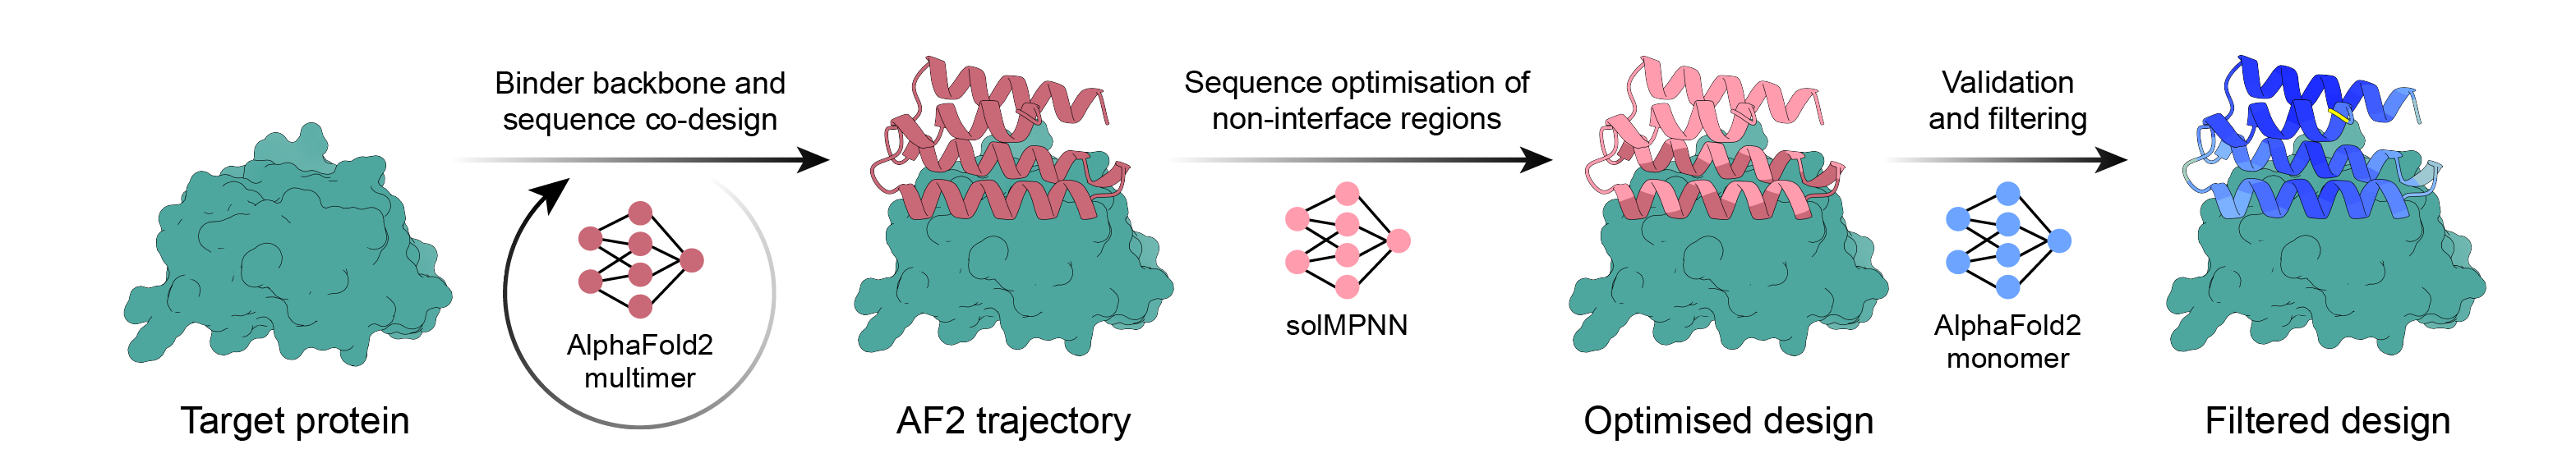 Binder backbone and
sequence co-design
Sequence optimisation of
non-interface regions
Validation
and filtering
AlphaFold2
multimer
solMPNN
AlphaFold2
monomer
Target protein
AF2 trajectory
Optimised design
Filtered design